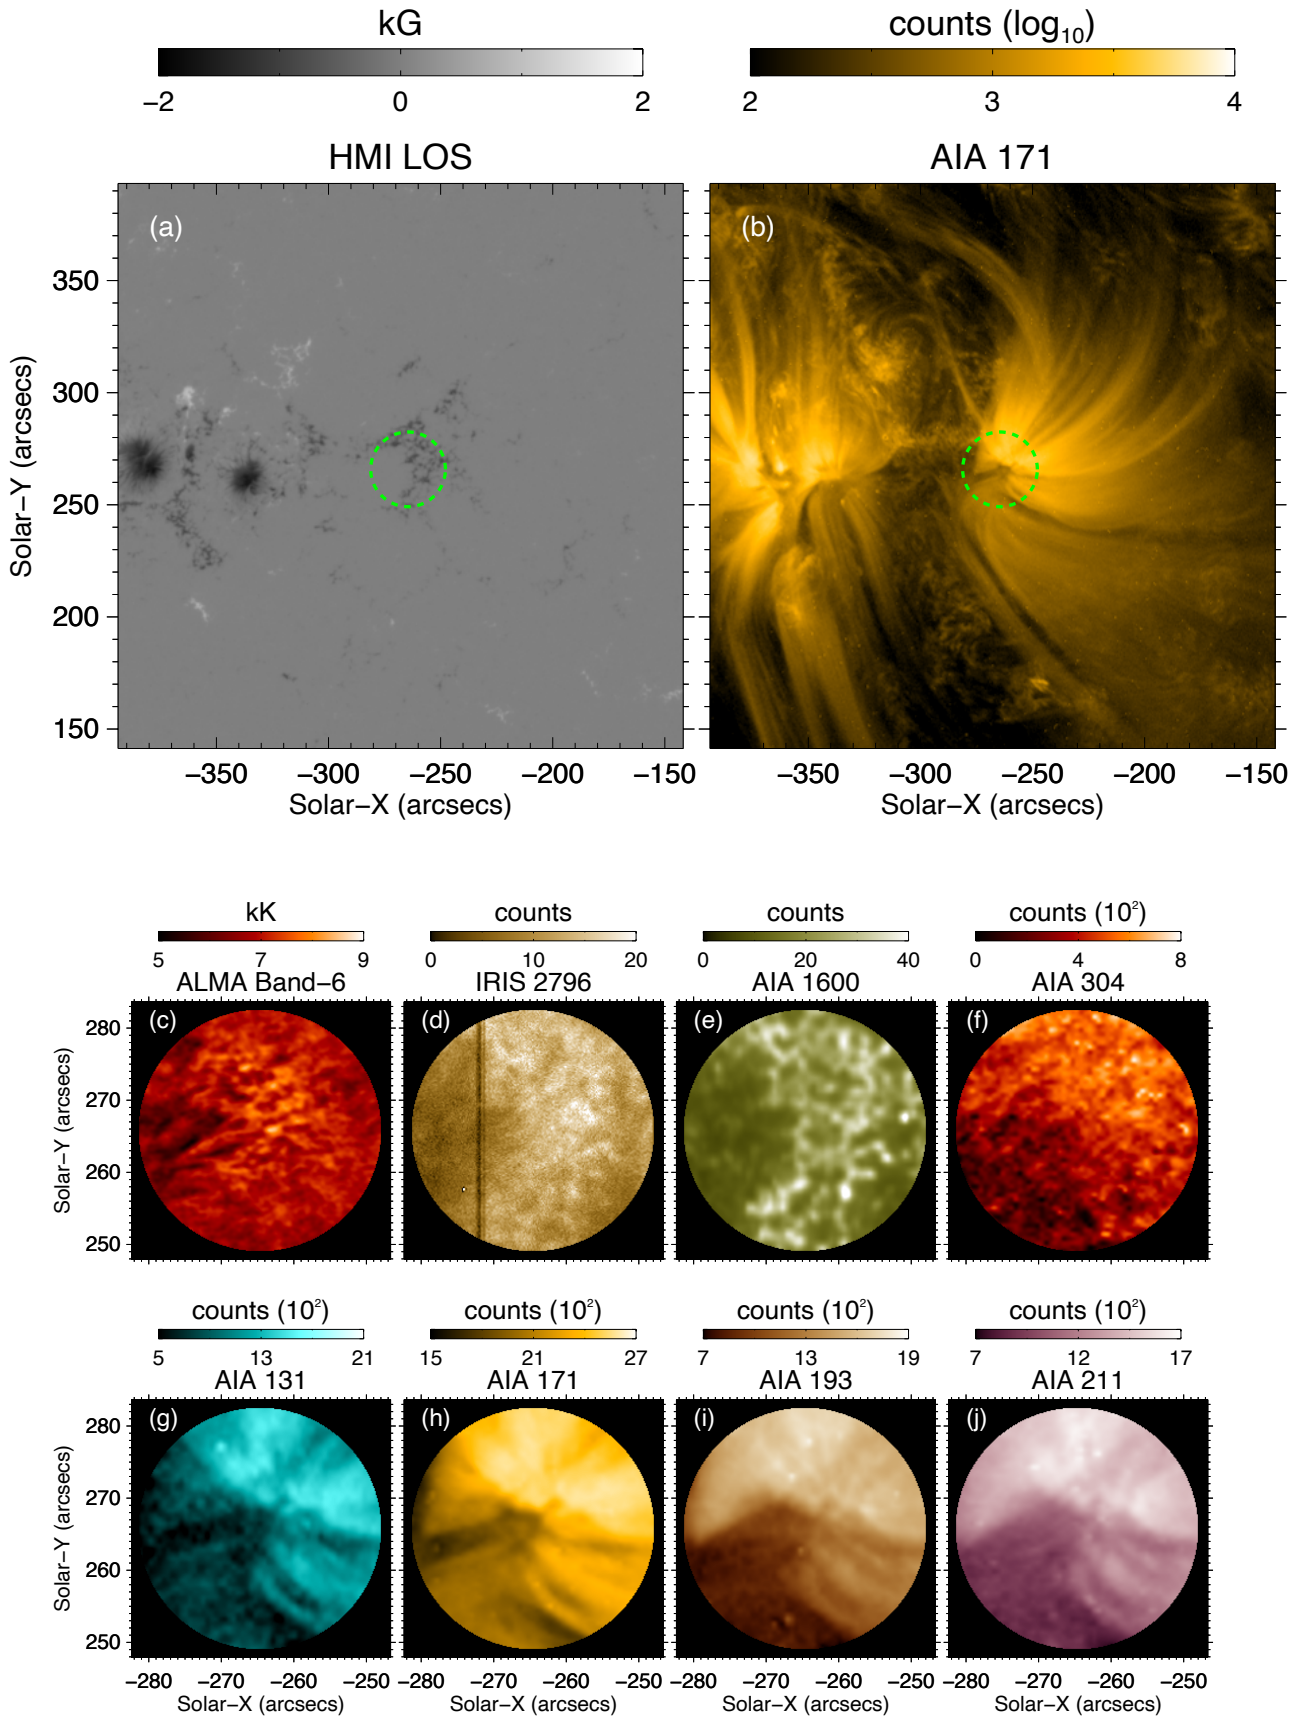 kG
counts (log₁₀)
−2 0 2
2 3 4
HMI LOS
AIA 171
(a)
(b)
350
300
250
200
150
Solar−Y (arcsecs)
−350 −300 −250 −200 −150
−350 −300 −250 −200 −150
Solar−X (arcsecs)
Solar−X (arcsecs)
kK
counts
counts
counts (10²)
5 7 9
0 10 20
0 20 40
0 4 8
ALMA Band−6
IRIS 2796
AIA 1600
AIA 304
(c)
(d)
(e)
(f)
280
270
260
250
Solar−Y (arcsecs)
counts (10²)
counts (10²)
counts (10²)
counts (10²)
5 13 21
15 21 27
7 13 19
7 12 17
AIA 131
AIA 171
AIA 193
AIA 211
(g)
(h)
(i)
(j)
280
270
260
250
Solar−Y (arcsecs)
−280 −270 −260 −250
−280 −270 −260 −250
−280 −270 −260 −250
−280 −270 −260 −250
Solar−X (arcsecs)
Solar−X (arcsecs)
Solar−X (arcsecs)
Solar−X (arcsecs)